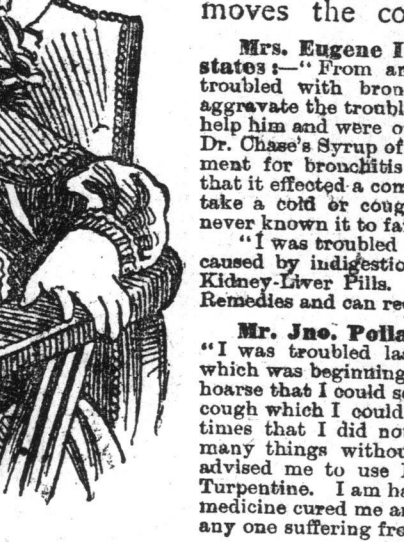 moves the co
Mrs. Eugene
states :—“ From
troubled with bron
aggravate the troubl
help him and were
Dr. Chase's Syrup of
ment for bronchitis
that it effected a com
take a cold or coug
never known it to fa
“ I was troubled
caused by indigestio
Kidney-Liver Pills.
Remedies and can re
Mr. Jno. Polla
“ I was troubled la
which was beginning
hoarse that I could s
cough which I could
times that I did no
many things withou
advised me to use
Turpentine. I am ha
medicine cured me a
any one suffering fr